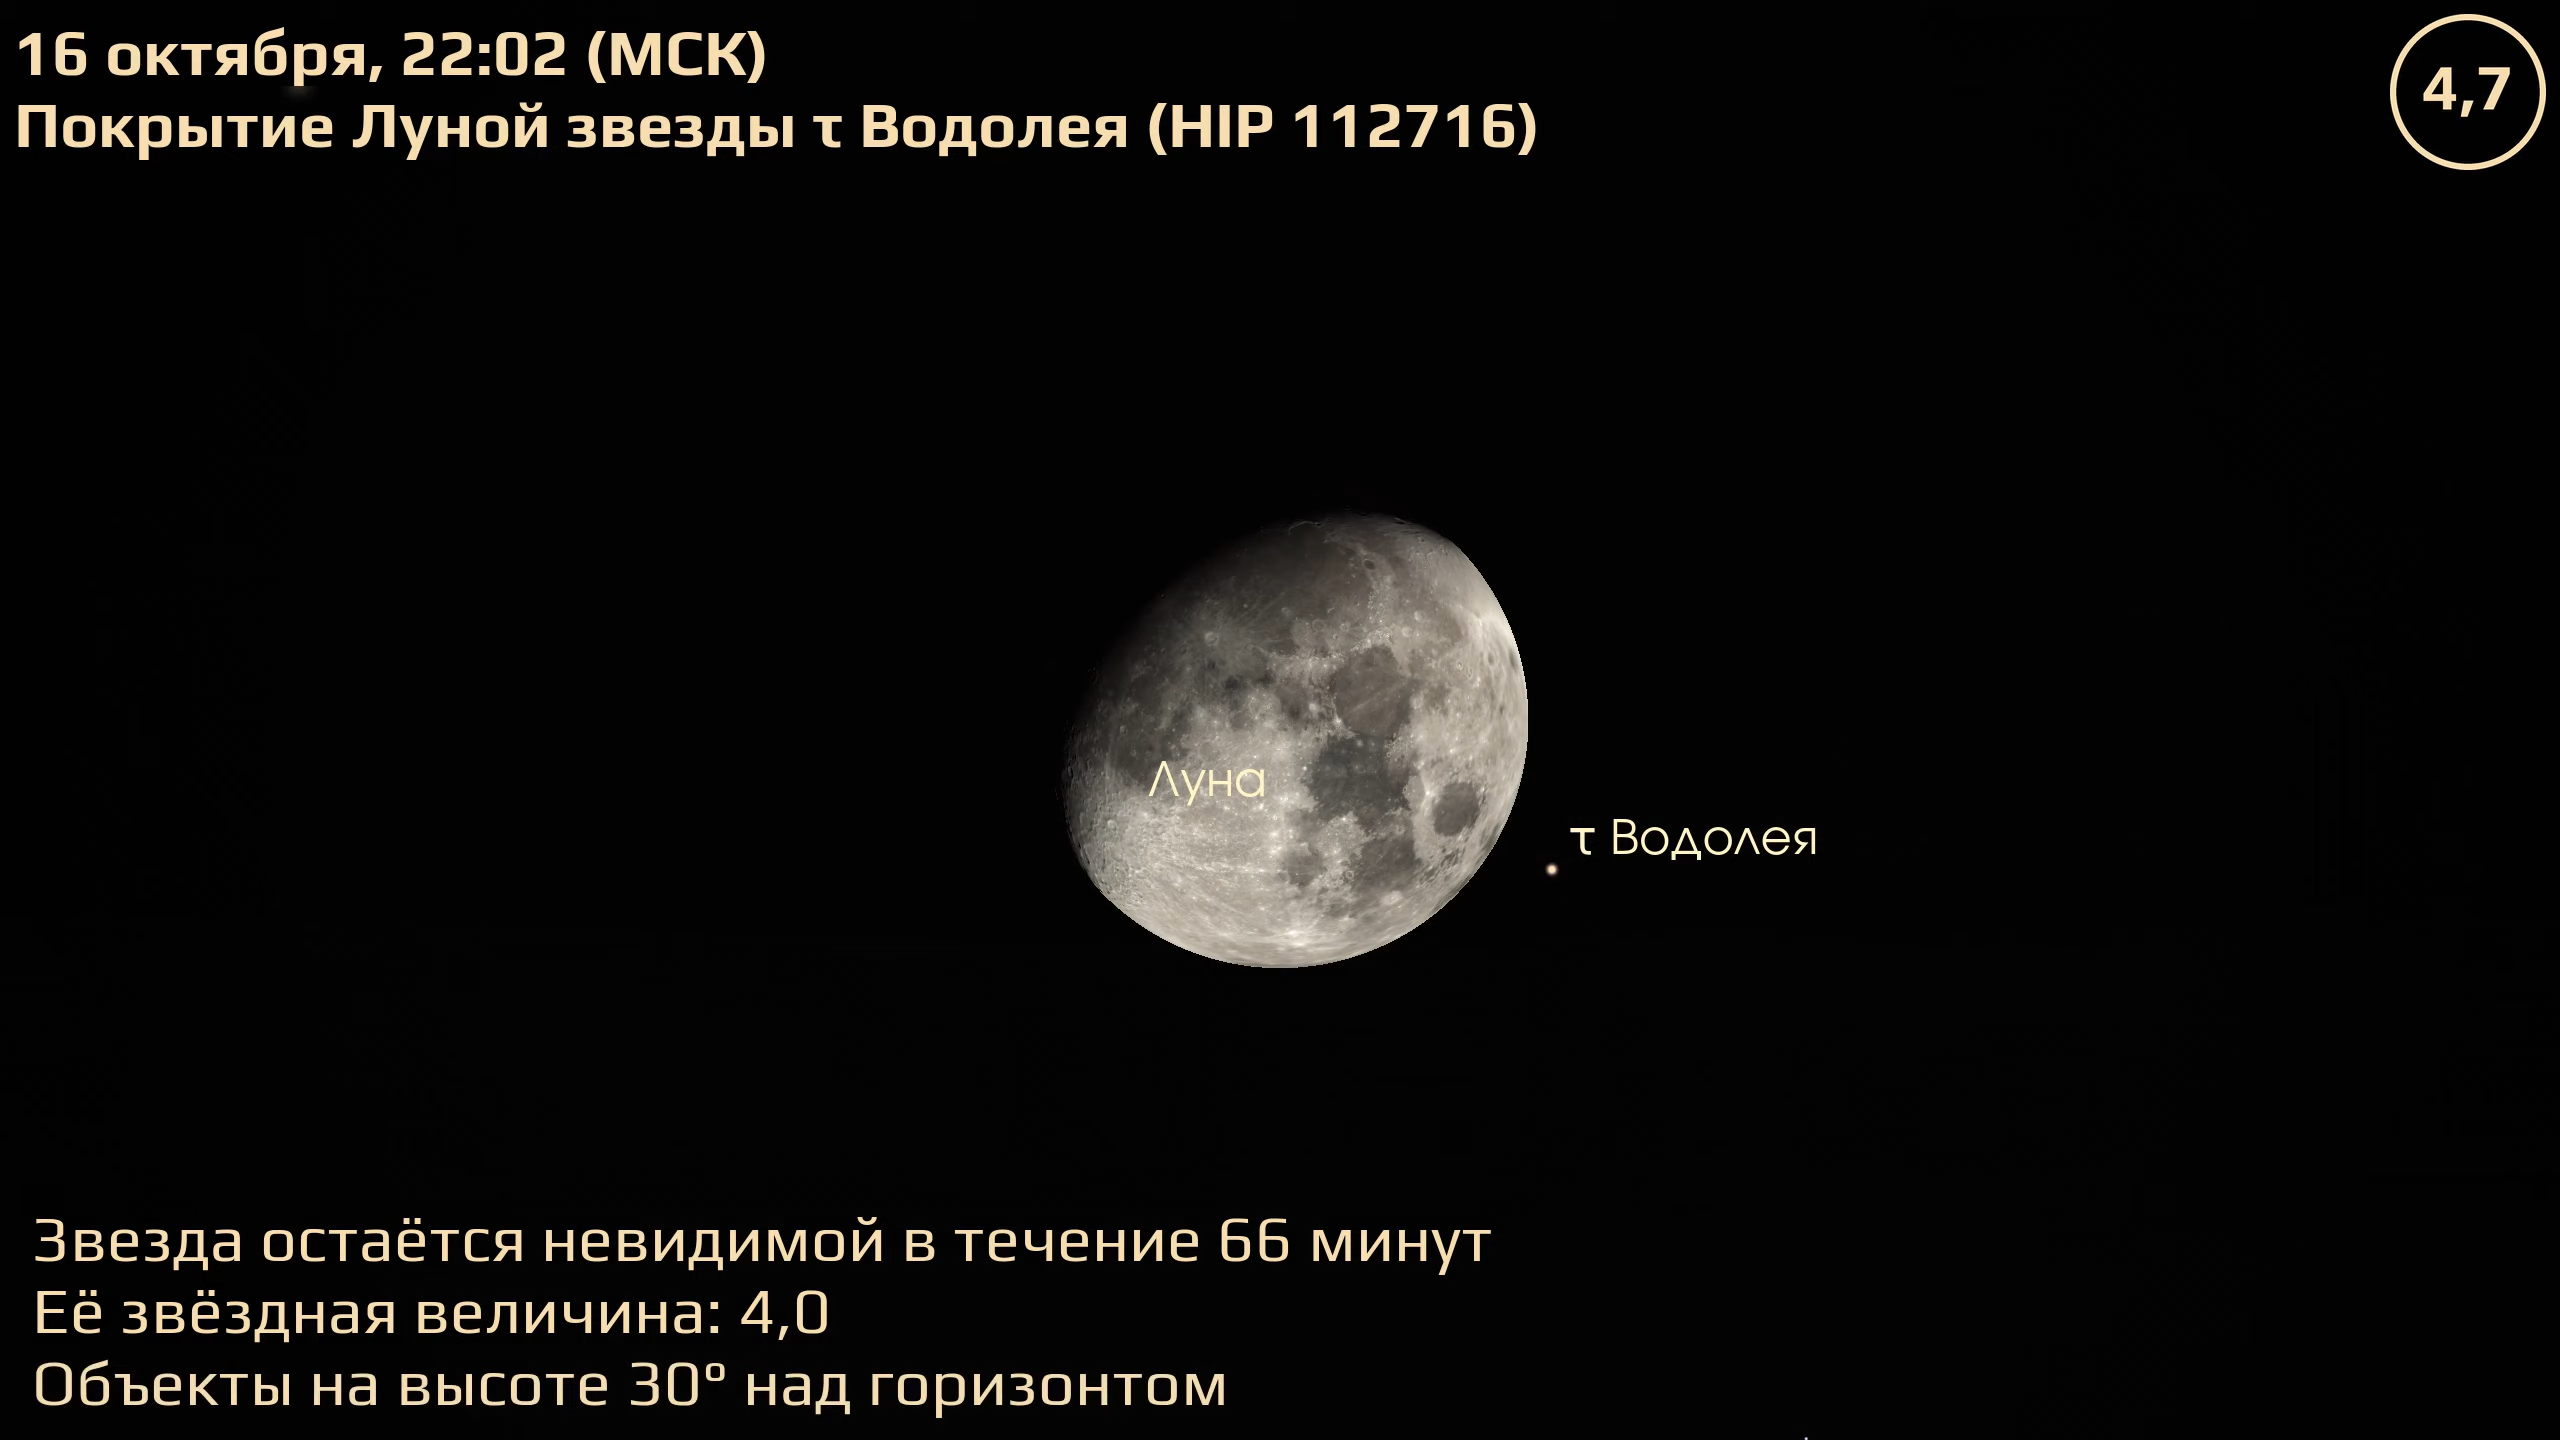 16 октября, 22:02 (МСК)
4,7
Покрытие Луной звезды τ Водолея (HIP 112716)
Луна
τ Водолея
Звезда остаётся невидимой в течение 66 минут
Её звёздная величина: 4,0
Объекты на высоте 30° над горизонтом